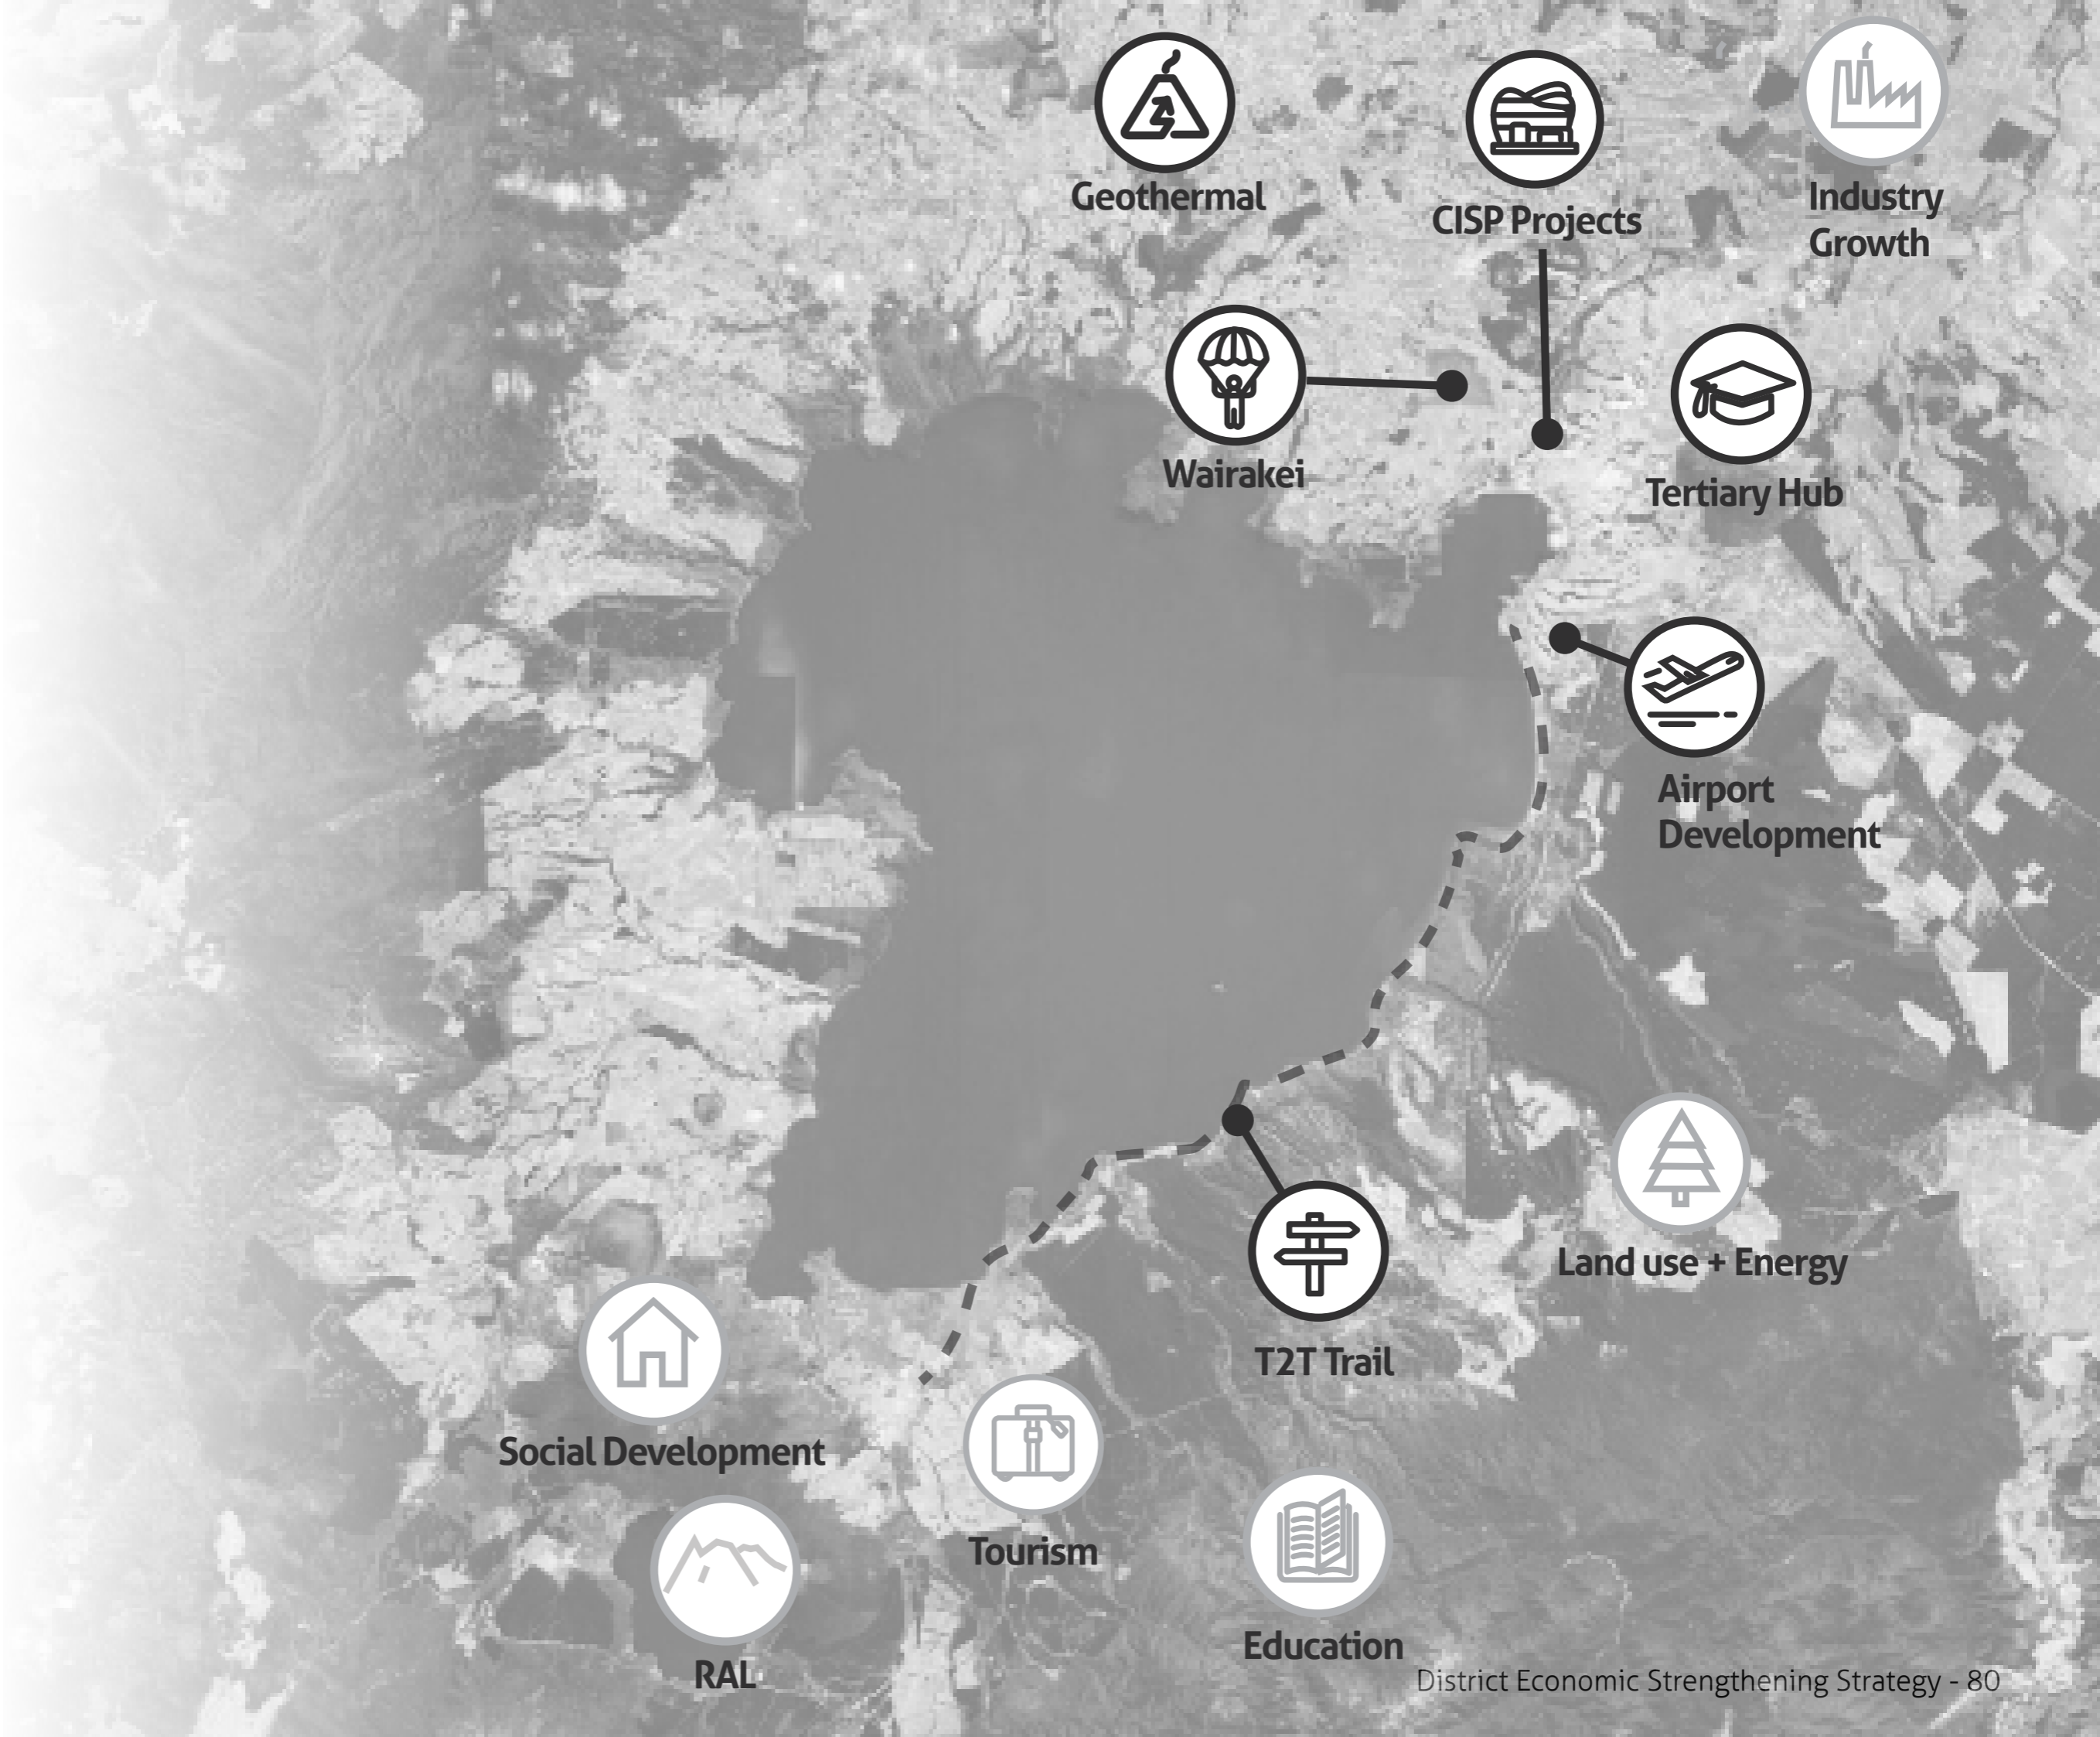 Geothermal
CISP Projects
Industry
Growth
Wairakei
Tertiary Hub
Airport
Development
Land use + Energy
T2T Trail
Social Development
Tourism
Education
RAL
District Economic Strengthening Strategy - 80